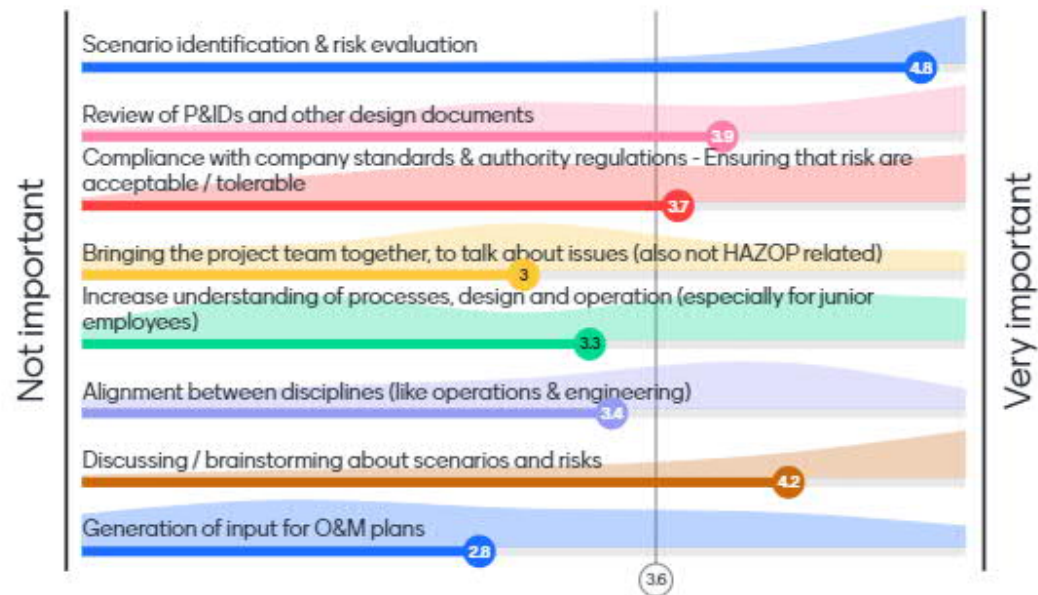 Scenario identification & risk evaluation
4.8
Review of P&IDs and other design documents
3.9
Compliance with company standards & authority regulations - Ensuring that risk are
acceptable / tolerable
3.7
Bringing the project team together, to talk about issues (also not HAZOP related)
3
Increase understanding of processes, design and operation (especially for junior
employees)
3.3
Alignment between disciplines (like operations & engineering)
3.4
Discussing / brainstorming about scenarios and risks
4.2
Generation of input for O&M plans
2.8
3.6
Not important
Very important